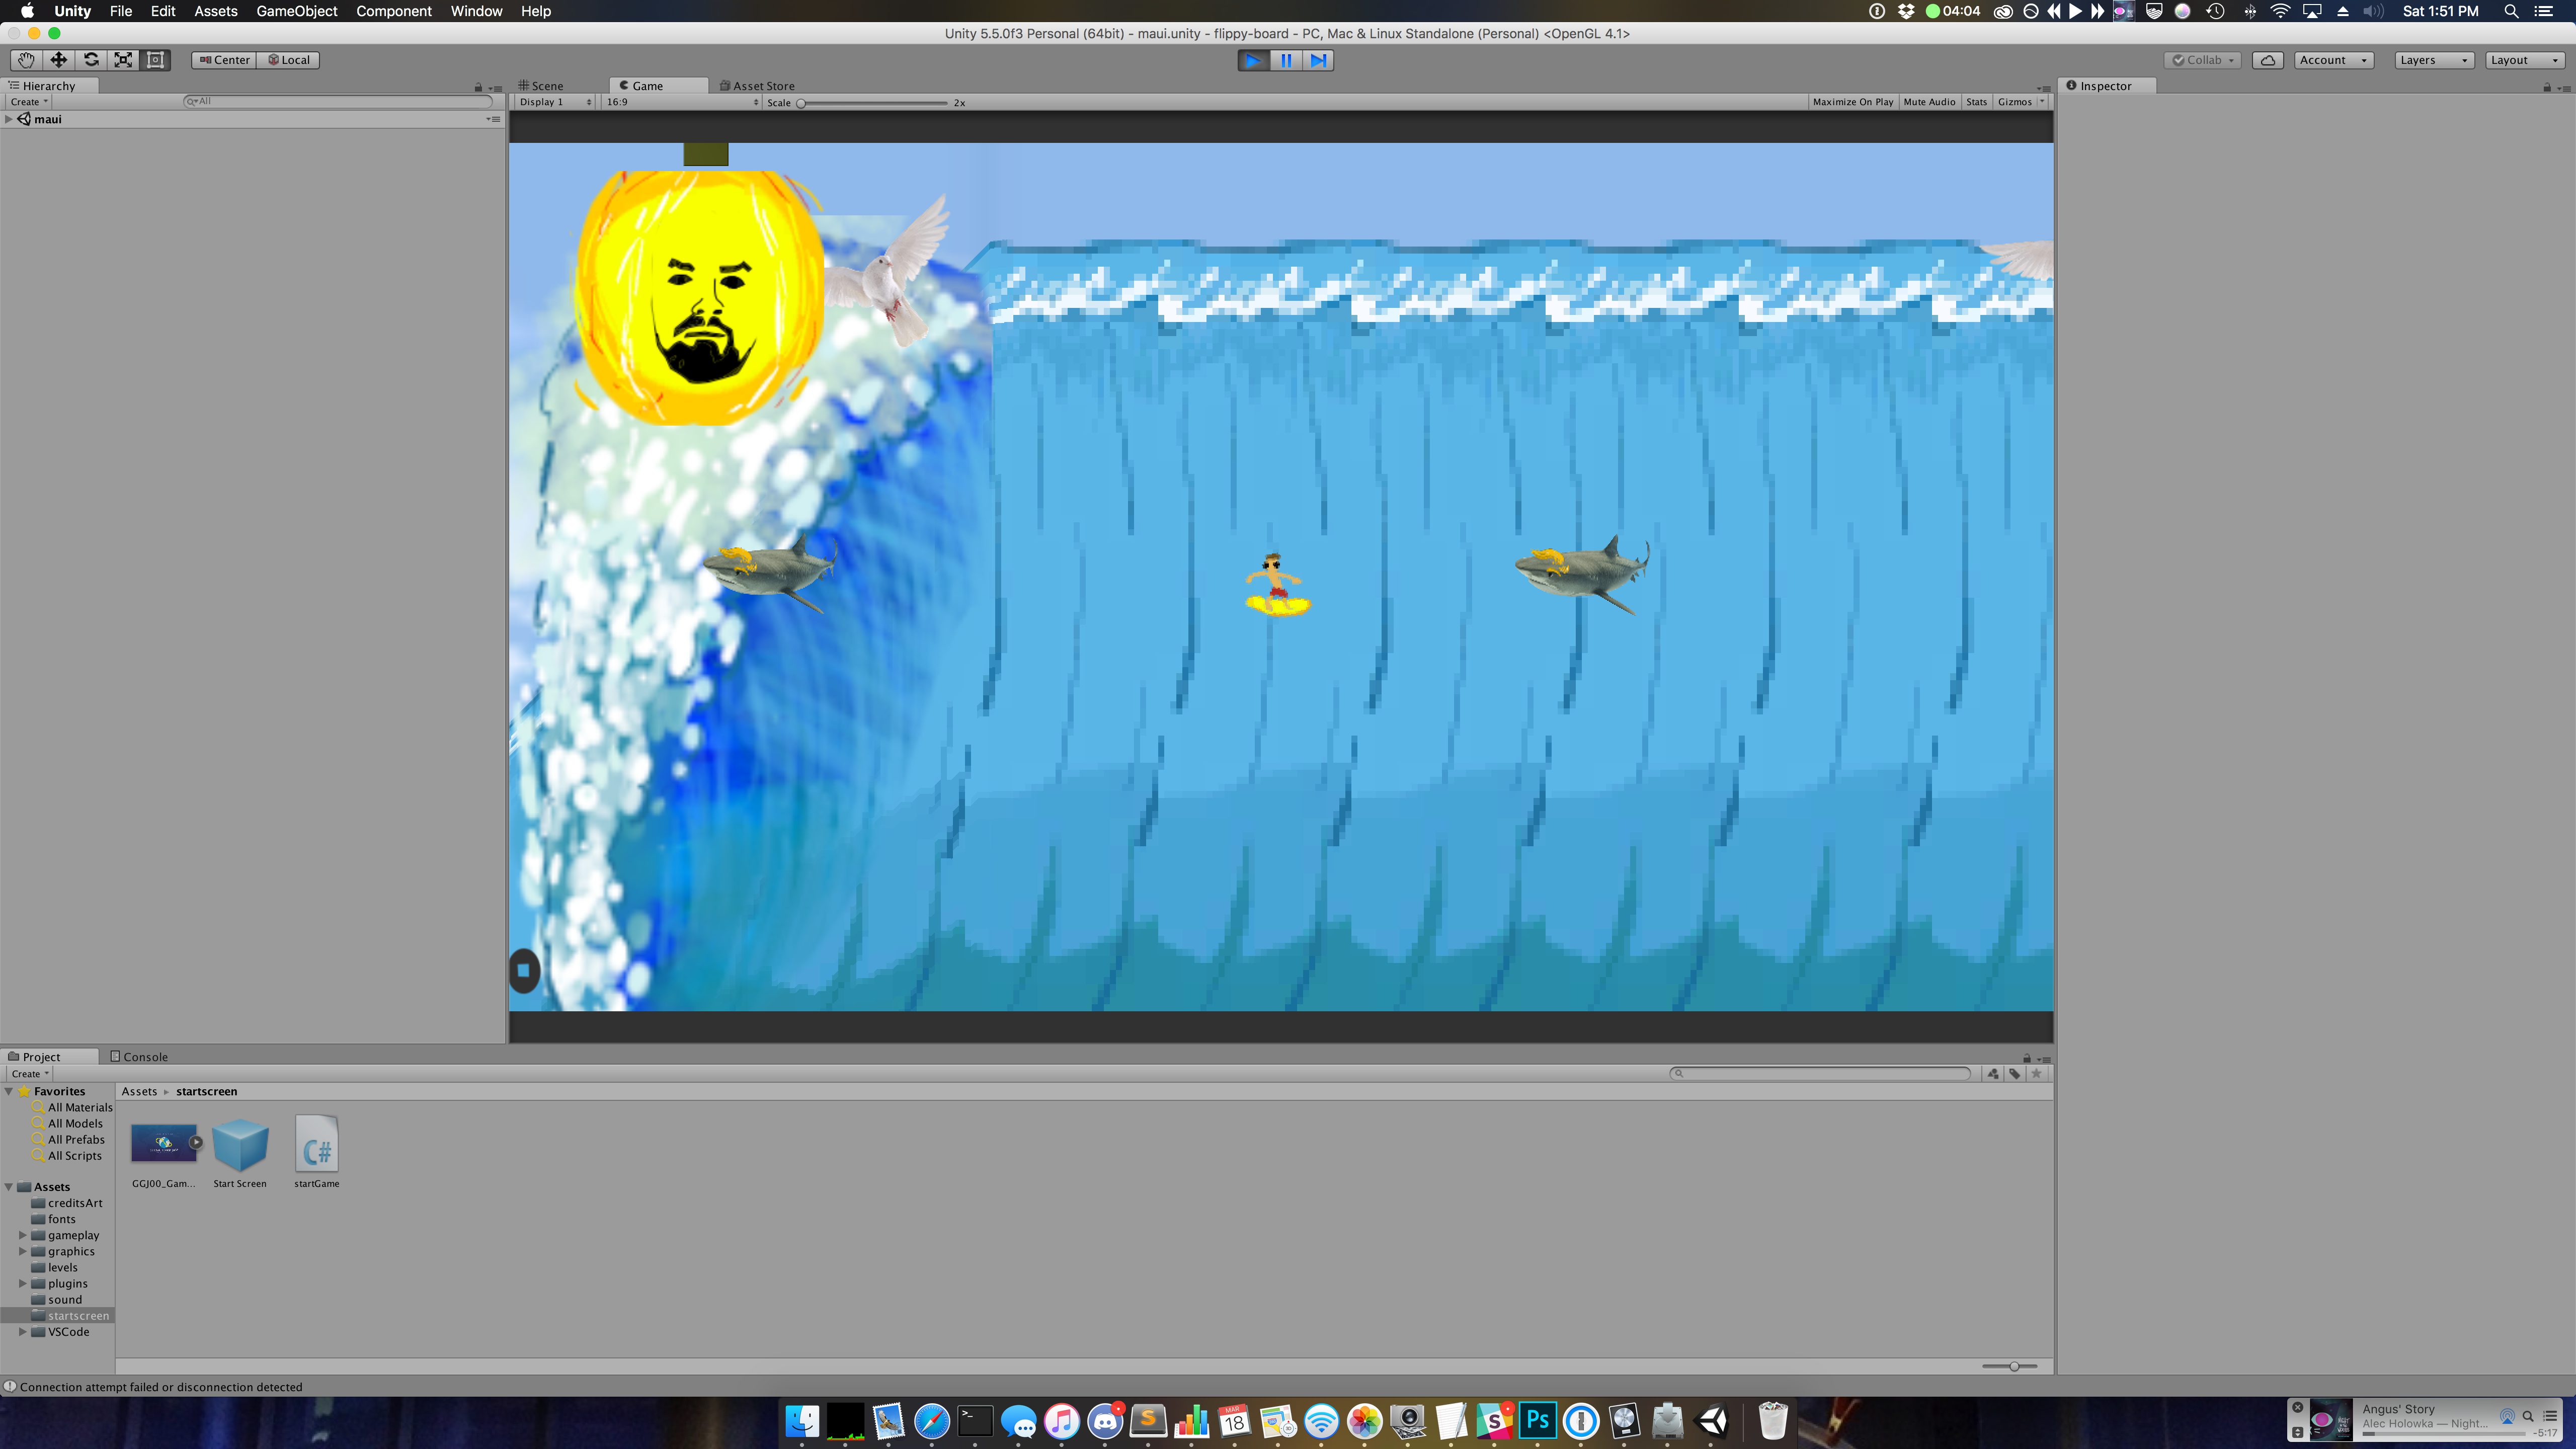 Unity File Edit Assets GameObject Component Window Help 04:04 Sat 1:51 PM
Unity 5.5.0f3 Personal (64bit) - maui.unity - flippy-board - PC, Mac & Linux Standalone (Personal) <OpenGL 4.1>
Center Local Collab Account Layers Layout
Hierarchy Scene Game Asset Store Inspector
Create All Display 1 16:9 Scale 2x Maximize On Play Mute Audio Stats Gizmos
maui
Project Console
Create
Favorites Assets startscreen
All Materials
All Models
All Prefabs
All Scripts
C#
GGJ00_Gam... Start Screen startGame
Assets
creditsArt
fonts
gameplay
graphics
levels
plugins
sound
startscreen
VSCode
Connection attempt failed or disconnection detected
MAR
18
S
Ps
Angus' Story
Alec Holowka — Night...
-5:17